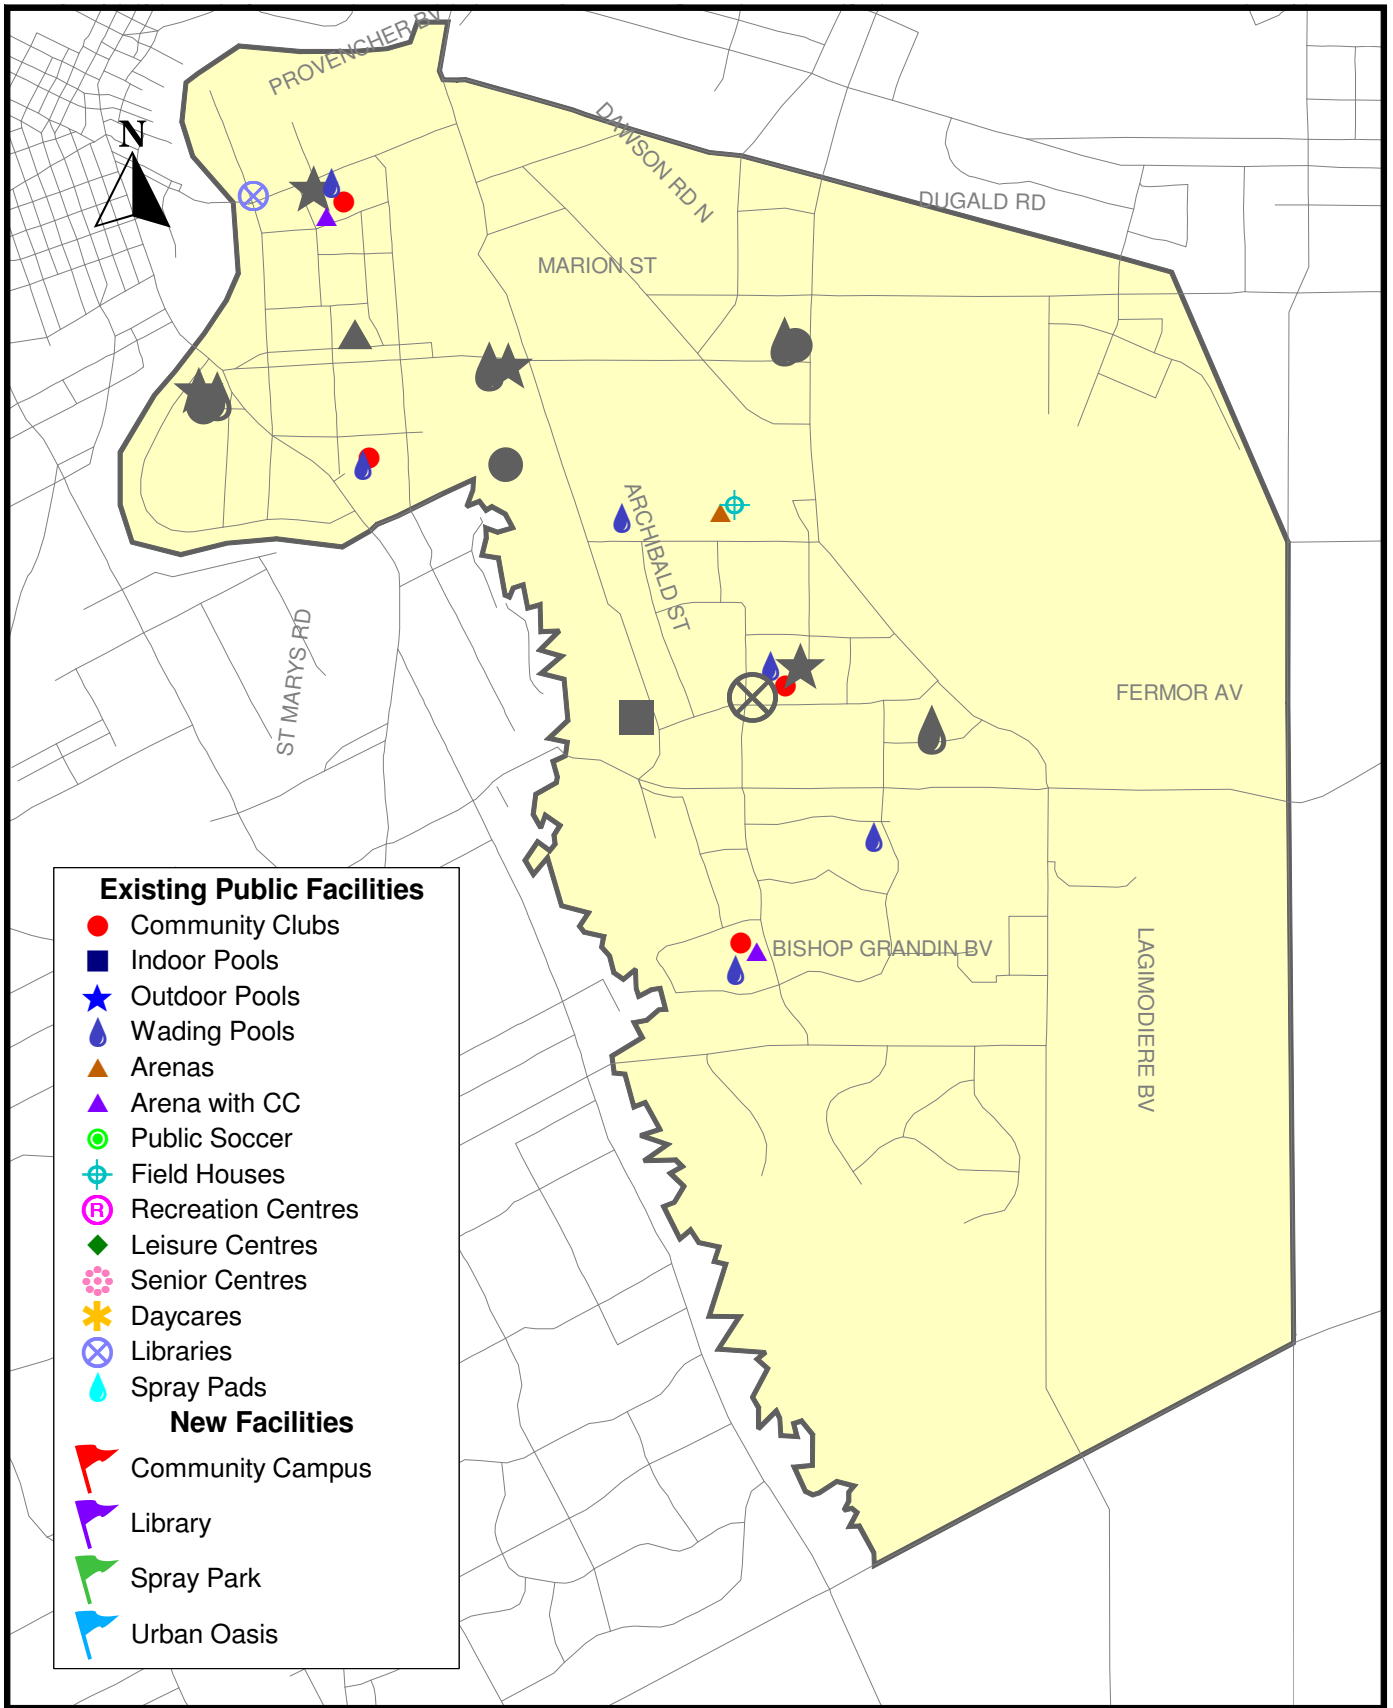 PROVENCHER BV
N
DAWSON RD N
DUGALD RD
MARION ST
ARCHIBALD ST
ST MARYS RD
FERMOR AV
BISHOP GRANDIN BV
LAGIMODIERE BV
Existing Public Facilities
Community Clubs
Indoor Pools
Outdoor Pools
Wading Pools
Arenas
Arena with CC
Public Soccer
Field Houses
R Recreation Centres
Leisure Centres
Senior Centres
Daycares
Libraries
Spray Pads
New Facilities
Community Campus
Library
Spray Park
Urban Oasis